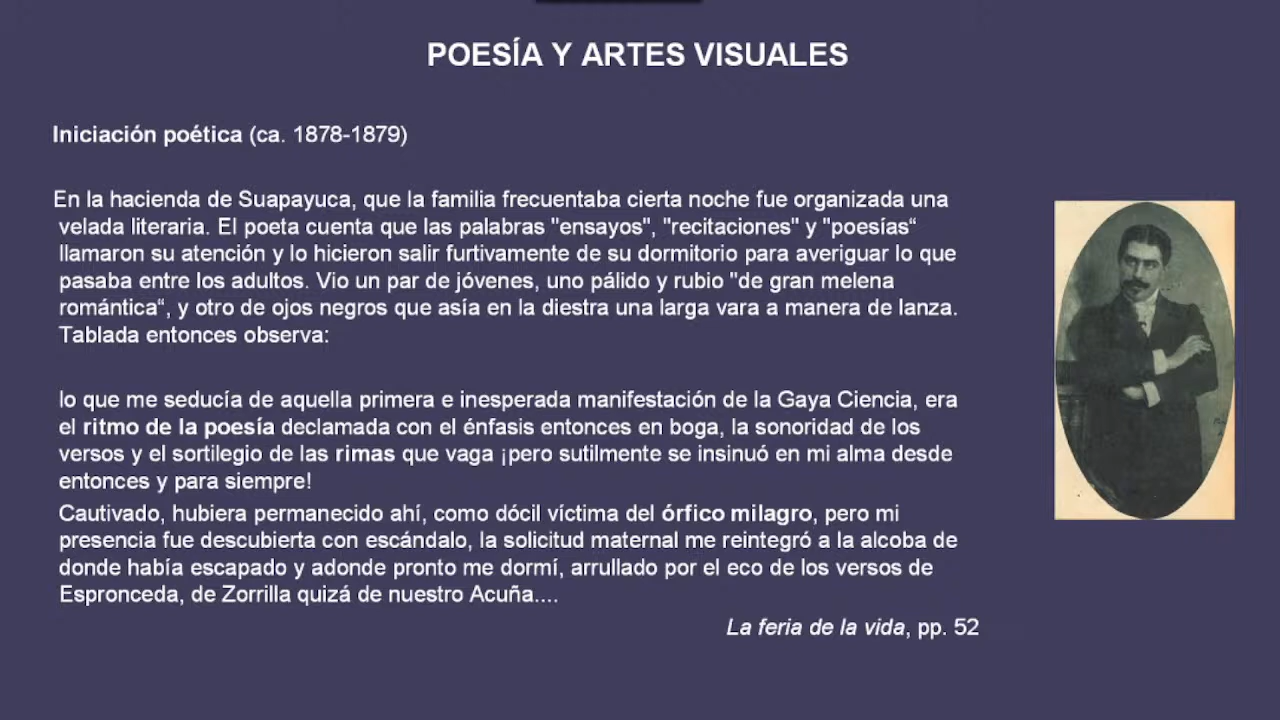 POESÍA Y ARTES VISUALES
Iniciación poética (ca. 1878-1879)
En la hacienda de Suapayuca, que la familia frecuentaba cierta noche fue organizada una
velada literaria. El poeta cuenta que las palabras "ensayos", "recitaciones" y "poesías“
llamaron su atención y lo hicieron salir furtivamente de su dormitorio para averiguar lo que
pasaba entre los adultos. Vio un par de jóvenes, uno pálido y rubio "de gran melena
romántica“, y otro de ojos negros que asía en la diestra una larga vara a manera de lanza.
Tablada entonces observa:
lo que me seducía de aquella primera e inesperada manifestación de la Gaya Ciencia, era
el ritmo de la poesía declamada con el énfasis entonces en boga, la sonoridad de los
versos y el sortilegio de las rimas que vaga ¡pero sutilmente se insinuó en mi alma desde
entonces y para siempre!
Cautivado, hubiera permanecido ahí, como dócil víctima del órfico milagro, pero mi
presencia fue descubierta con escándalo, la solicitud maternal me reintegró a la alcoba de
donde había escapado y adonde pronto me dormí, arrullado por el eco de los versos de
Espronceda, de Zorrilla quizá de nuestro Acuña....
La feria de la vida, pp. 52